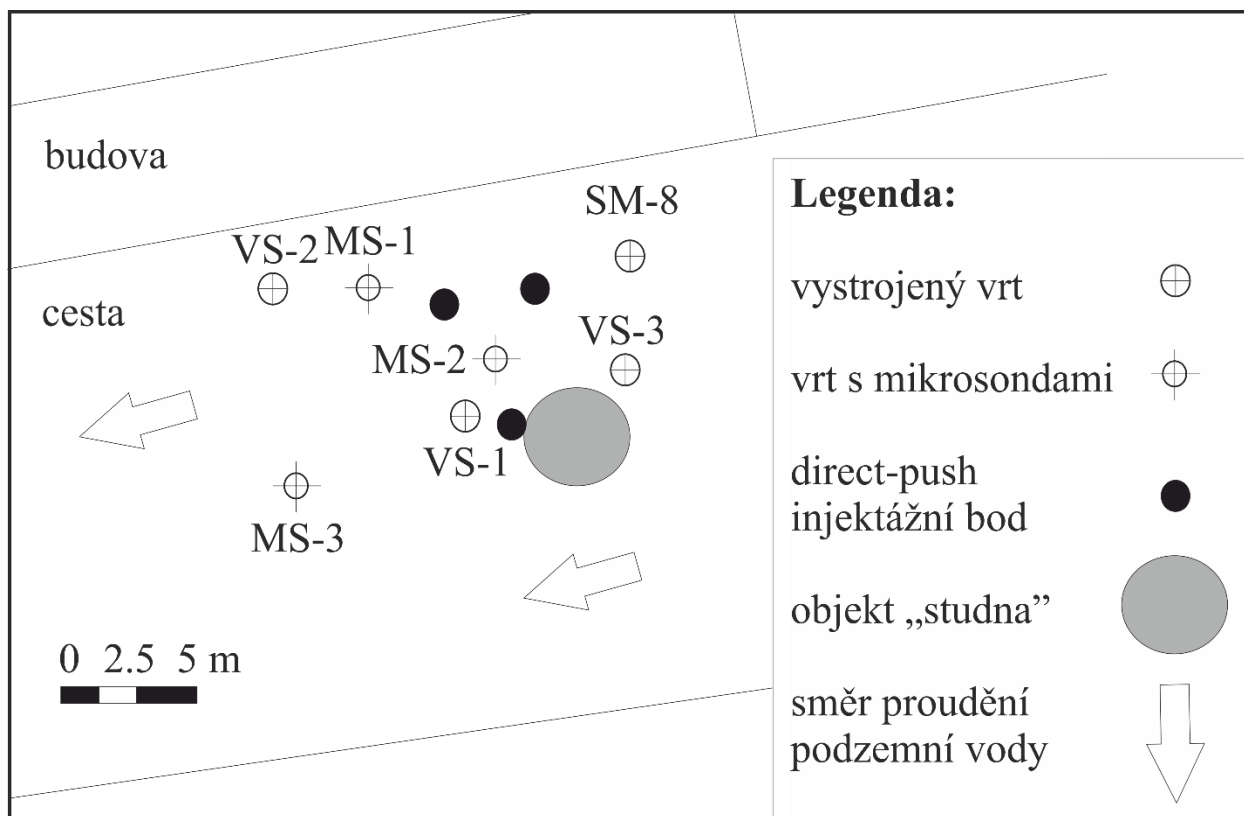 budova
SM-8
VS-2 MS-1
cesta
VS-3
MS-2
VS-1
MS-3
0 2.5 5 m
Legenda:
vystrojený vrt
vrt s mikrosondami
direct-push
injektážní bod
objekt „studna”
směr proudění
podzemní vody